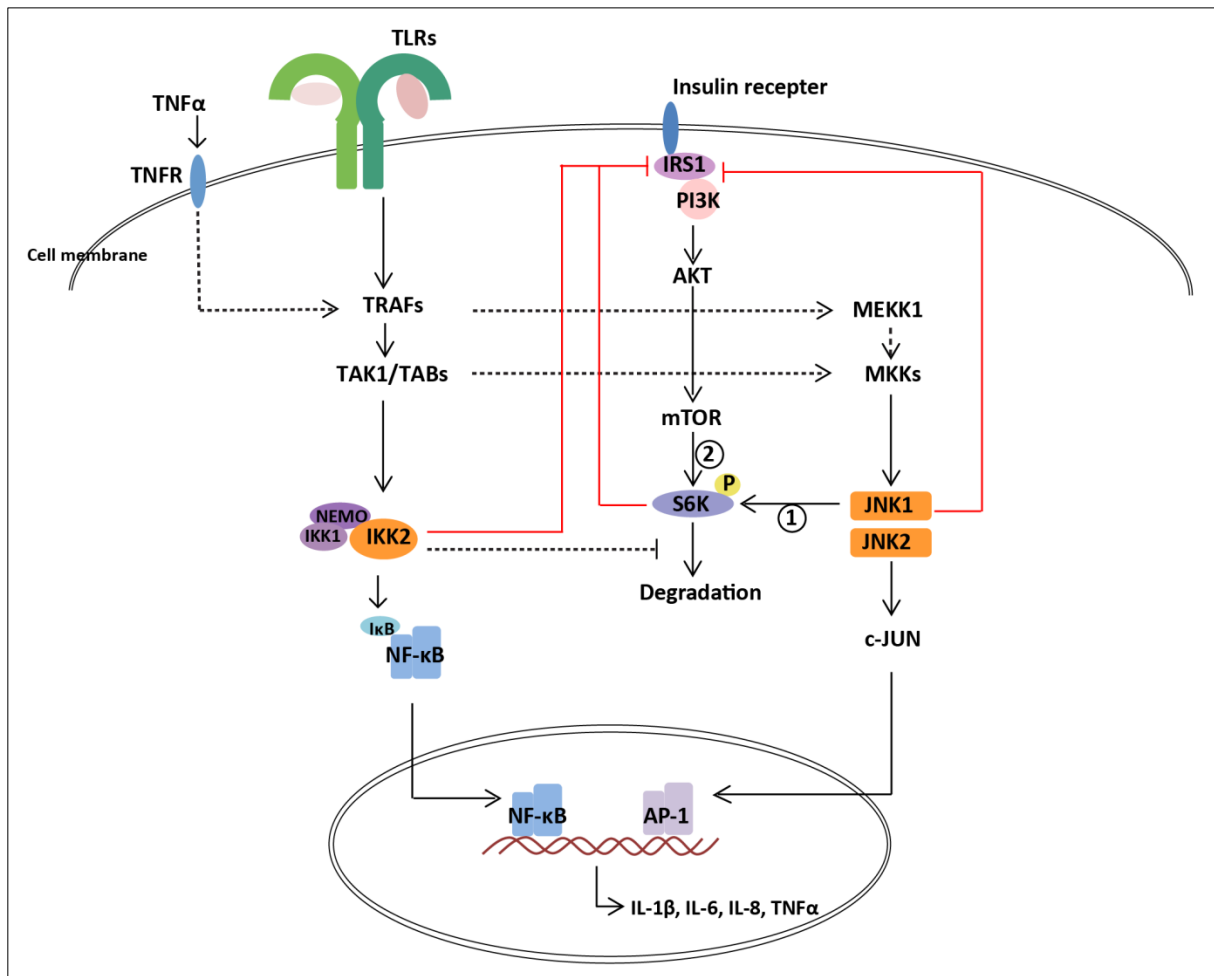 TLRs
TNFα
Insulin recepter
TNFR
IRS1
PI3K
Cell membrane
AKT
TRAFs
MEKK1
TAK1/TABs
MKKs
mTOR
2
P
NEMO
IKK1
IKK2
S6K
1
JNK1
JNK2
Degradation
IκB
NF-κB
c-JUN
NF-κB
AP-1
IL-1β, IL-6, IL-8, TNFα